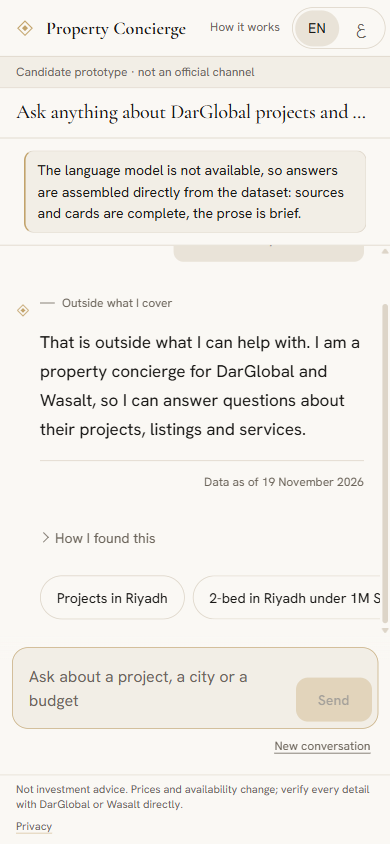 Property Concierge
How it works
EN
ع
Candidate prototype · not an official channel
Ask anything about DarGlobal projects and ...
The language model is not available, so answers
are assembled directly from the dataset: sources
and cards are complete, the prose is brief.
Outside what I cover
That is outside what I can help with. I am a
property concierge for DarGlobal and
Wasalt, so I can answer questions about
their projects, listings and services.
Data as of 19 November 2026
How I found this
Projects in Riyadh
2-bed in Riyadh under 1M S
Ask about a project, a city or a
budget
Send
New conversation
Not investment advice. Prices and availability change; verify every detail
with DarGlobal or Wasalt directly.
Privacy